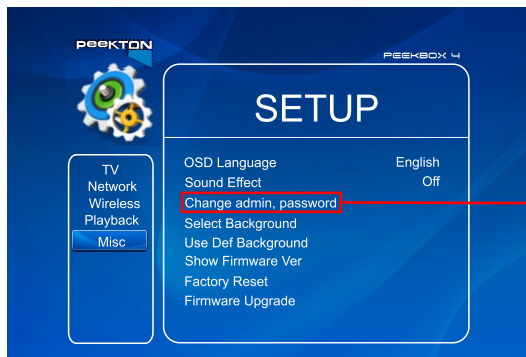 PEEKTON
PEEKBOX 4
SETUP
TV
Network
Wireless
Playback
Misc
OSD Language English
Sound Effect Off
Change admin, password
Select Background
Use Def Background
Show Firmware Ver
Factory Reset
Firmware Upgrade